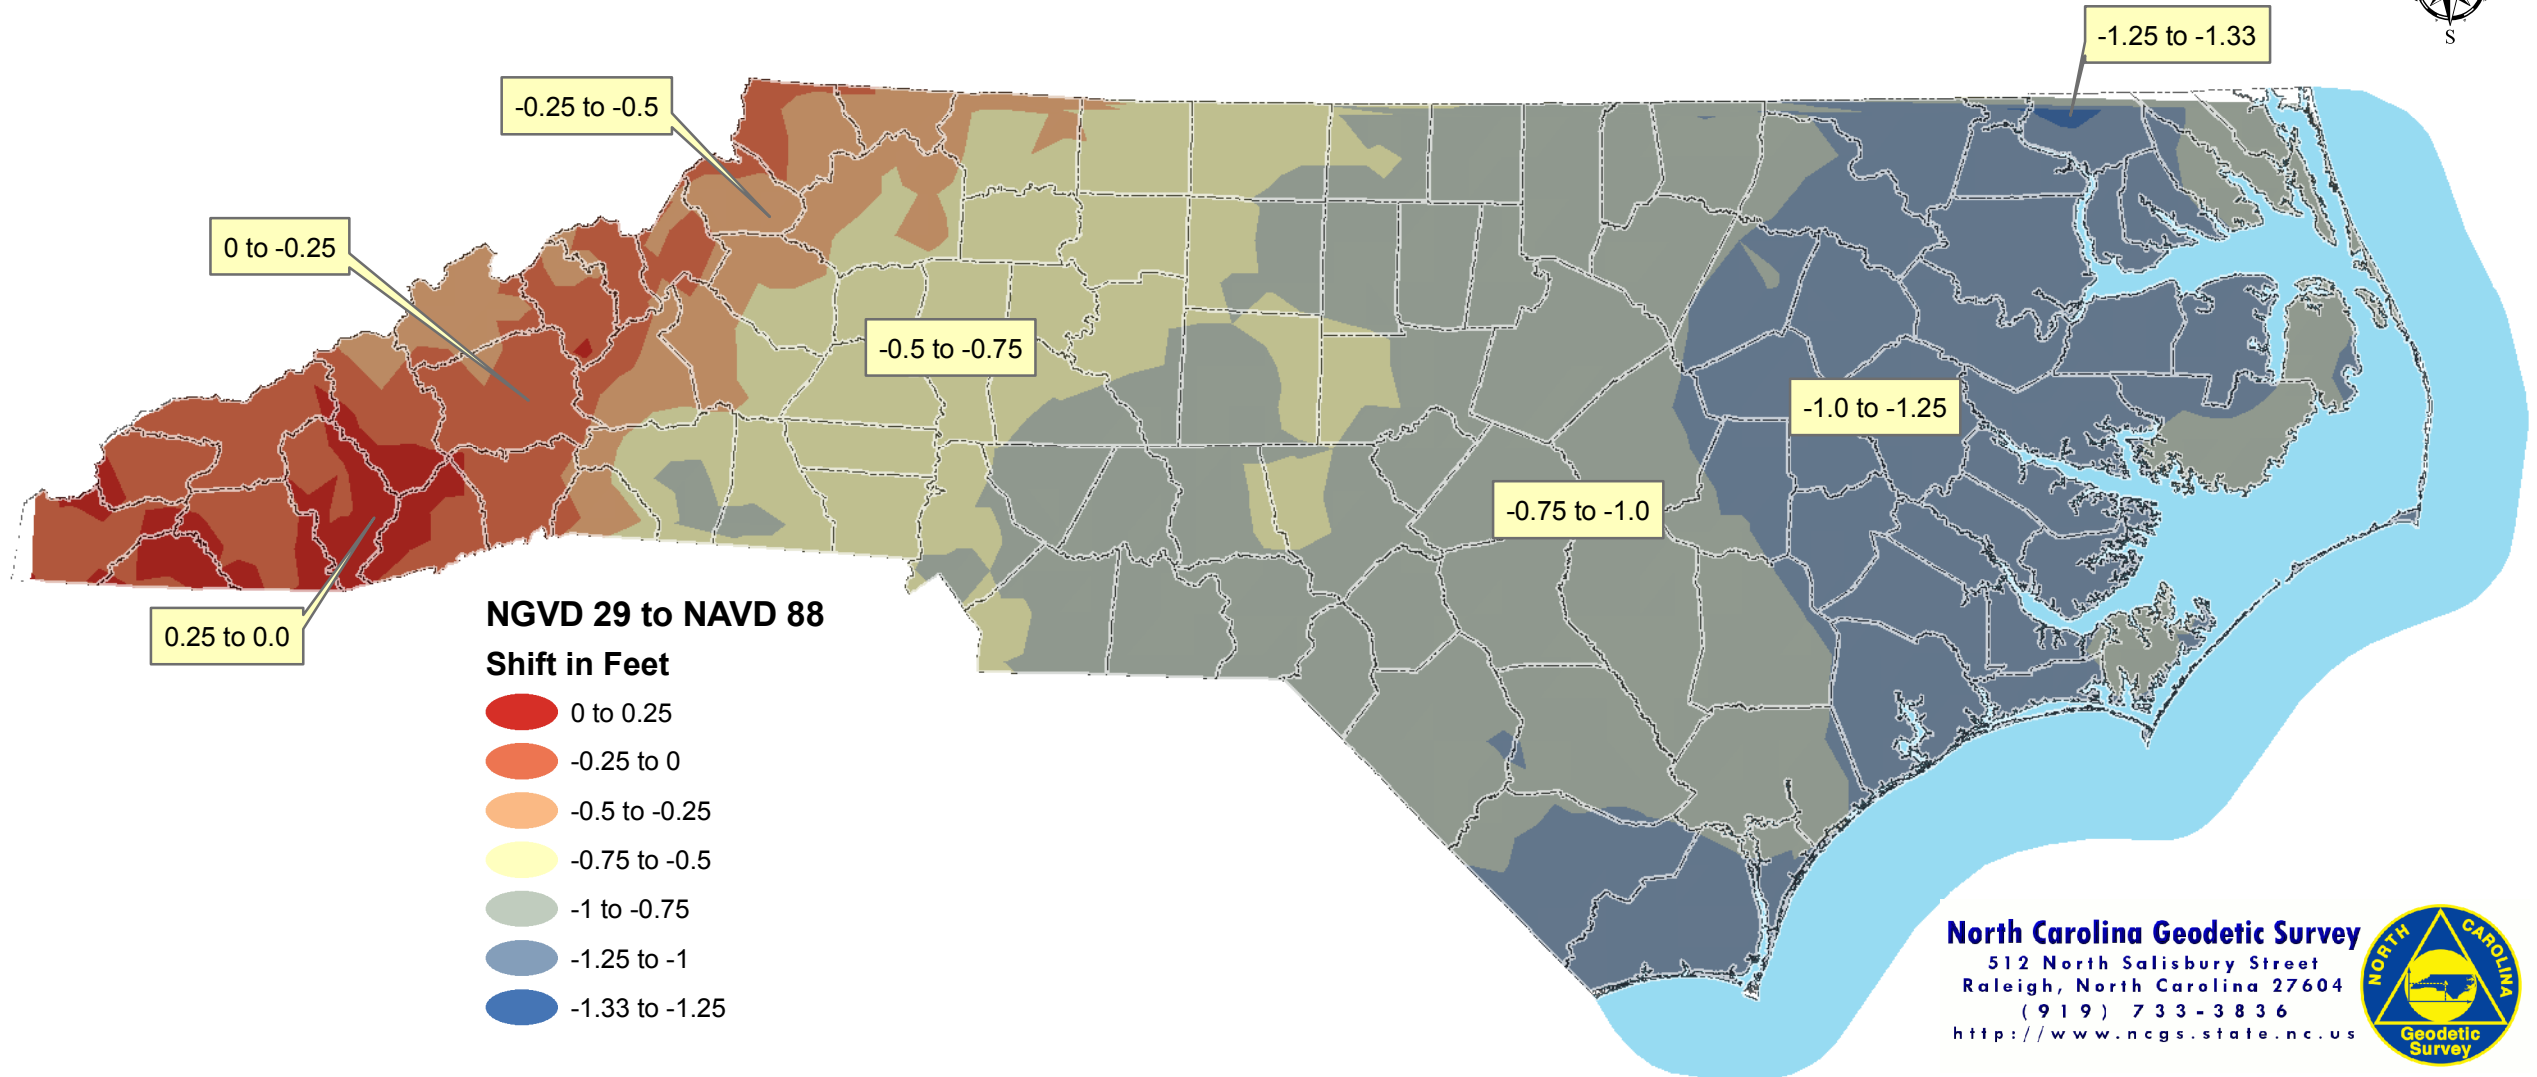 S
-1.25 to -1.33
-0.25 to -0.5
0 to -0.25
-0.5 to -0.75
-1.0 to -1.25
-0.75 to -1.0
0.25 to 0.0
NGVD 29 to NAVD 88
Shift in Feet
0 to 0.25
-0.25 to 0
-0.5 to -0.25
-0.75 to -0.5
-1 to -0.75
-1.25 to -1
-1.33 to -1.25
North Carolina Geodetic Survey
512 North Salisbury Street
Raleigh, North Carolina 27604
(919) 733-3836
http://www.ncgs.state.nc.us
NORTH CAROLINA
Geodetic
Survey